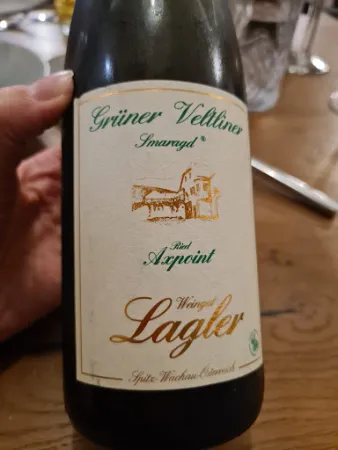 Grüner Veltliner
Smaragd®
Ried
Axpoint
Weingut
Lagler
Spitz-Wachau-Österreich